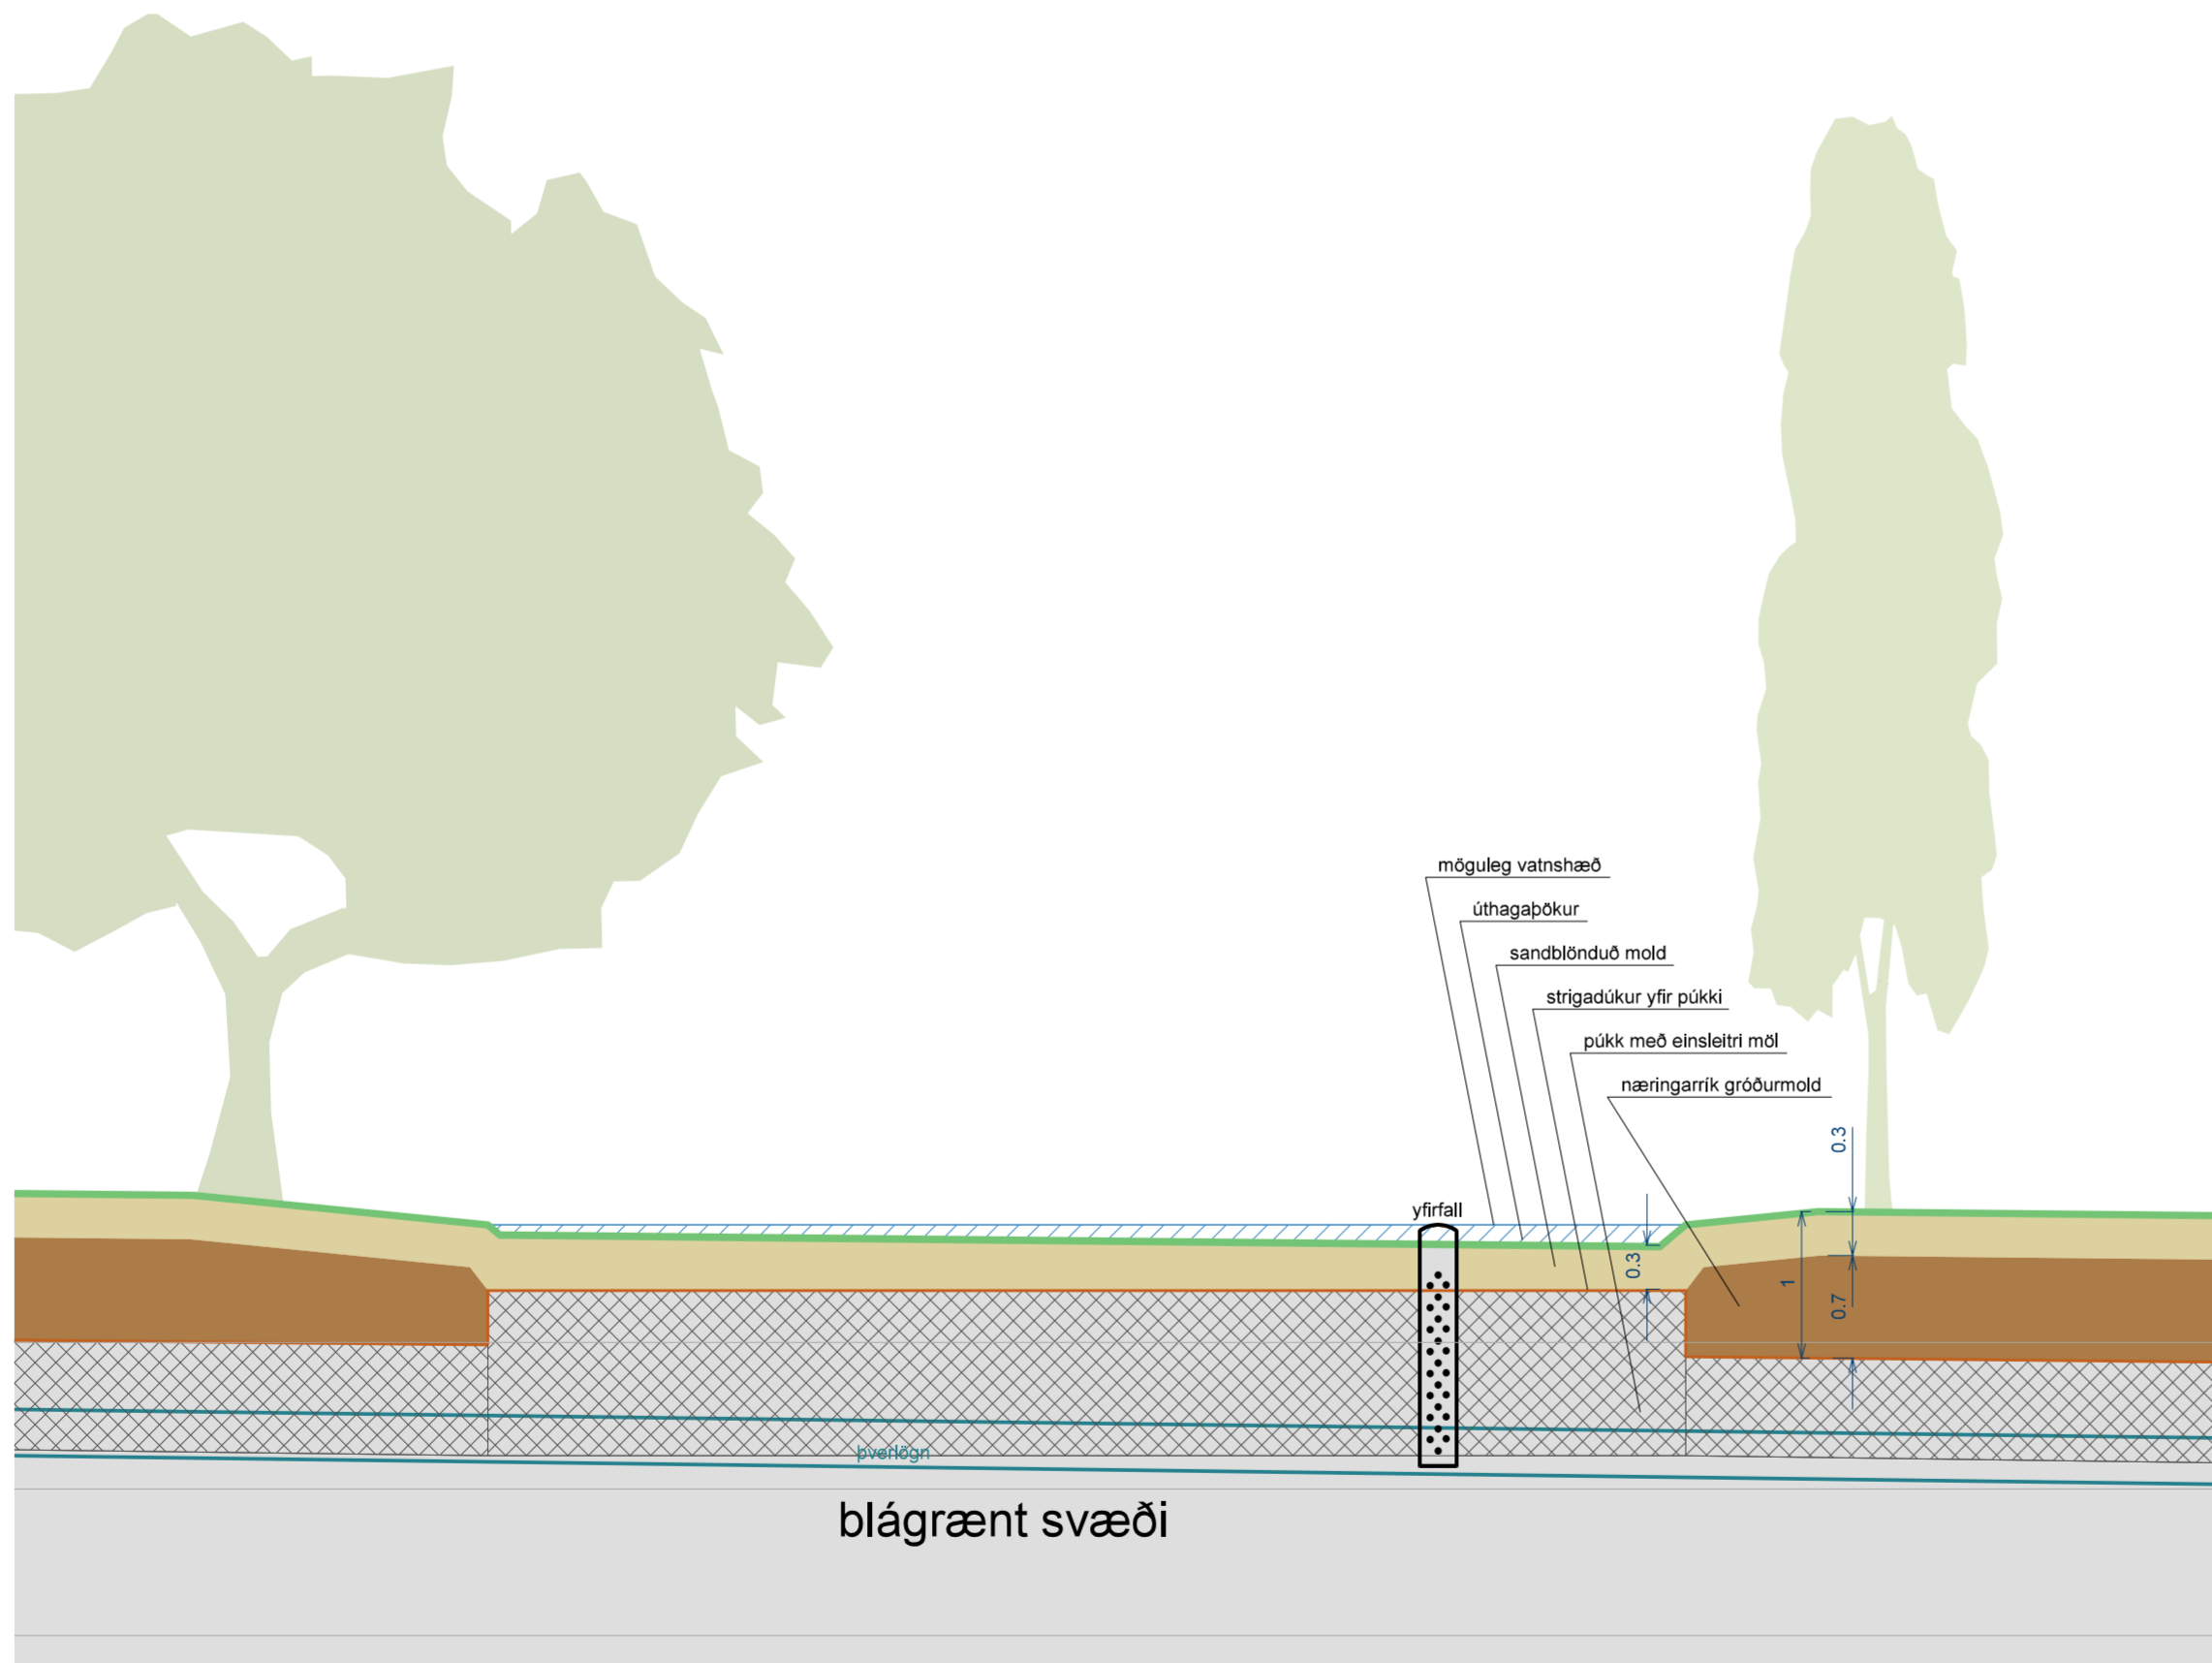 möguleg vatnshæð
úthagaþökur
sandblönduð mold
strigadúkur yfir púkki
púkk með einsleitri möl
næringarrík gróðurmold
0.3
yfirfall
0.3
1
0.7
þverlögn
blágrænt svæði